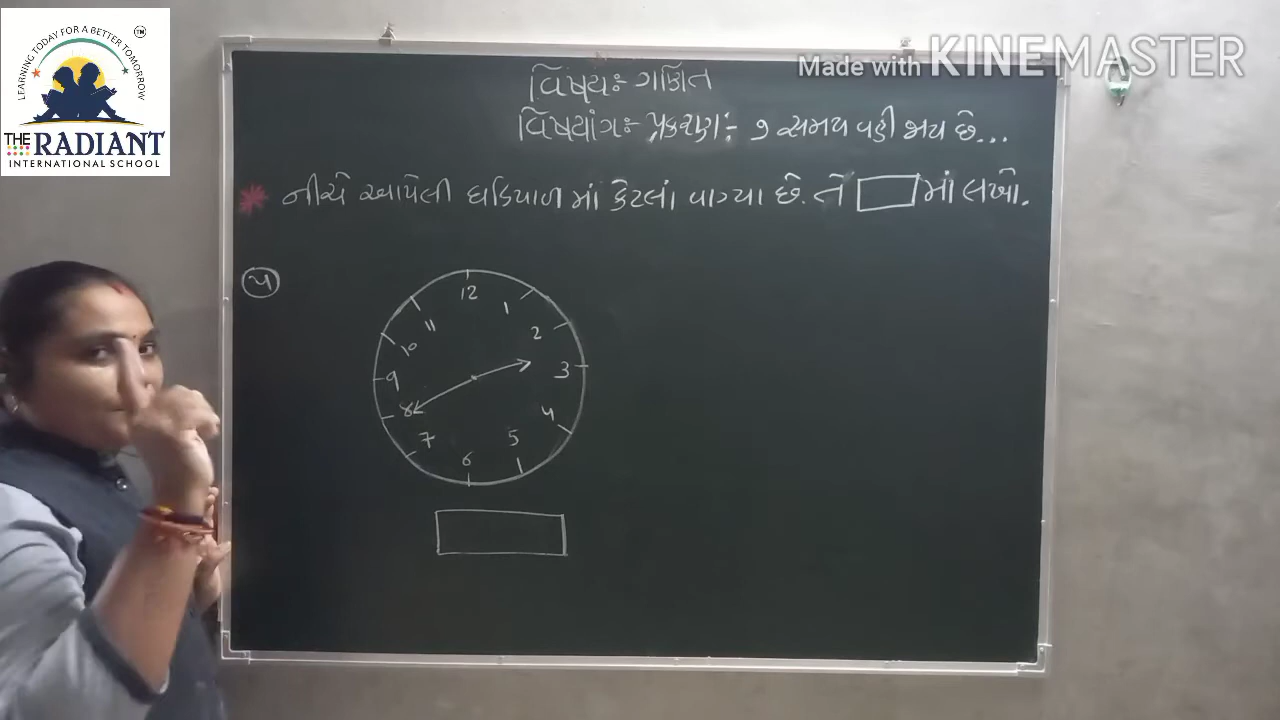 LEARNING TODAY FOR A BETTER TOMORROW
TM
THE RADIANT
INTERNATIONAL SCHOOL
Made with KINEMASTER
વિષય:- ગણિત
વિષયાંગ:- પ્રકરણ:- ૭ સમય વહી જાય છે...
* નીચે આપેલી ઘડિયાળ માં કેટલાં વાગ્યા છે. તે માં લખો.
૫
12
1
2
3
4
5
6
7
8
9
10
11